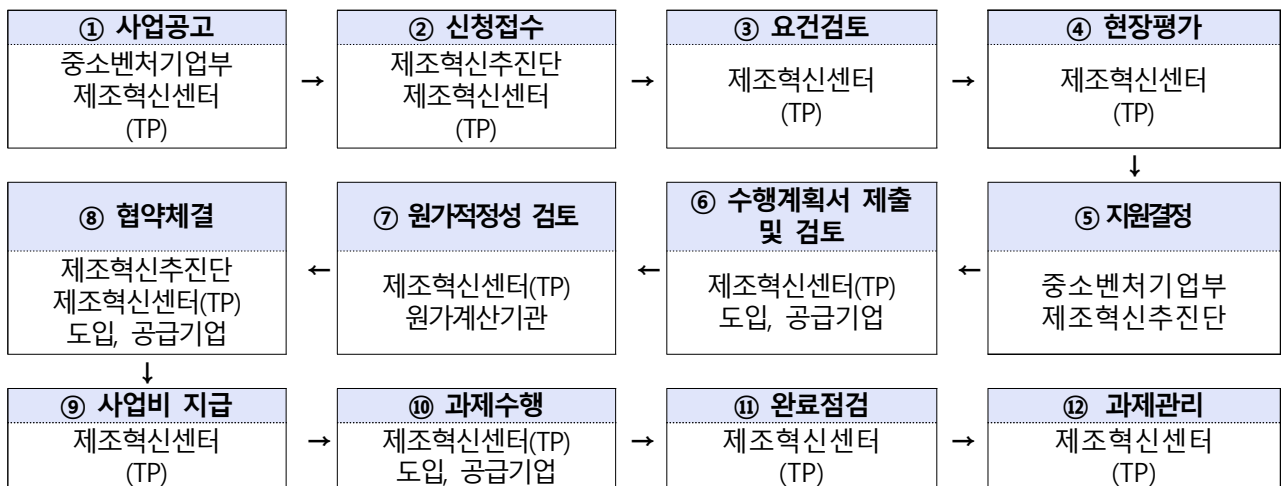 ① 사업공고
중소벤처기업부
제조혁신센터
(TP)
→
② 신청접수
제조혁신추진단
제조혁신센터
(TP)
→
③ 요건검토
제조혁신센터
(TP)
→
④ 현장평가
제조혁신센터
(TP)
↓
⑤ 지원결정
중소벤처기업부
제조혁신추진단
←
⑥ 수행계획서 제출
및 검토
제조혁신센터(TP)
도입, 공급기업
←
⑦ 원가적정성 검토
제조혁신센터(TP)
원가계산기관
←
⑧ 협약체결
제조혁신추진단
제조혁신센터(TP)
도입, 공급기업
↓
⑨ 사업비 지급
제조혁신센터
(TP)
→
⑩ 과제수행
제조혁신센터(TP)
도입, 공급기업
→
⑪ 완료점검
제조혁신센터
(TP)
→
⑫ 과제관리
제조혁신센터
(TP)